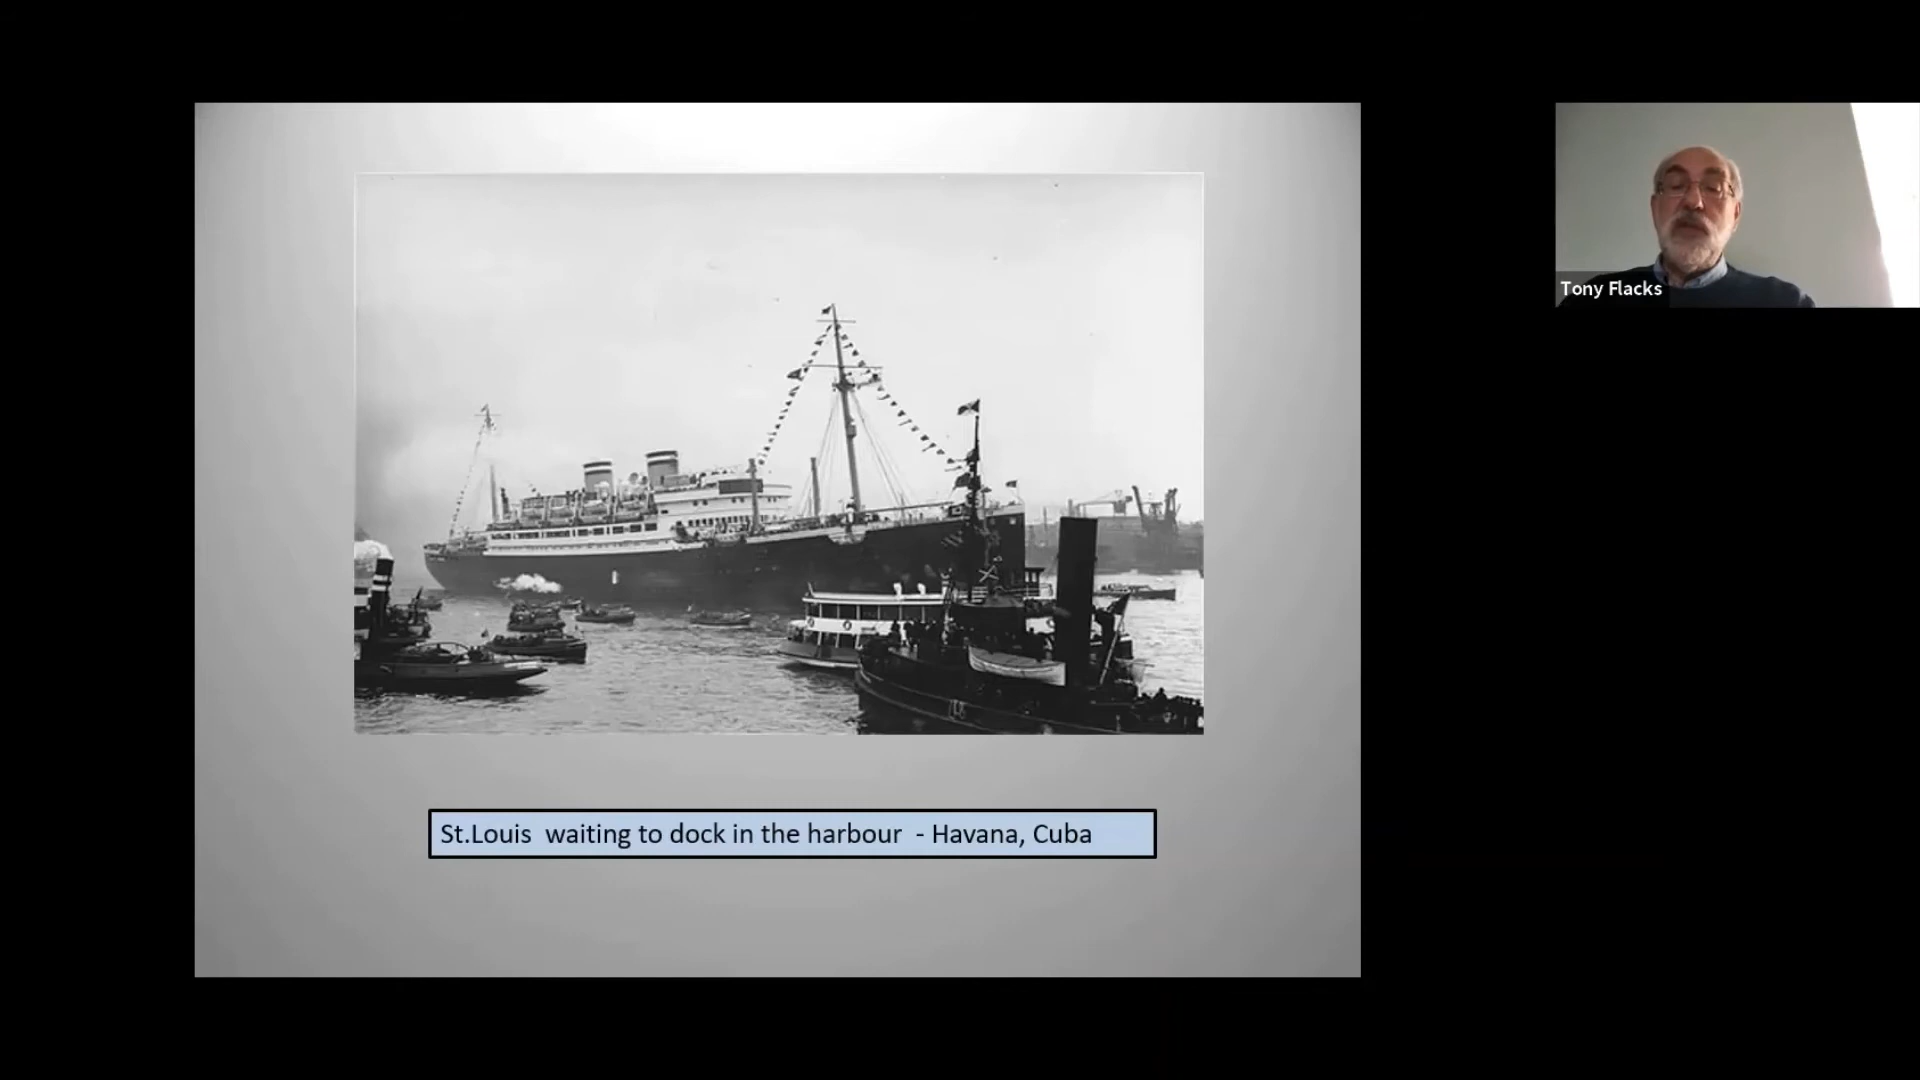 St.Louis  waiting to dock in the harbour  - Havana, Cuba
Tony Flacks